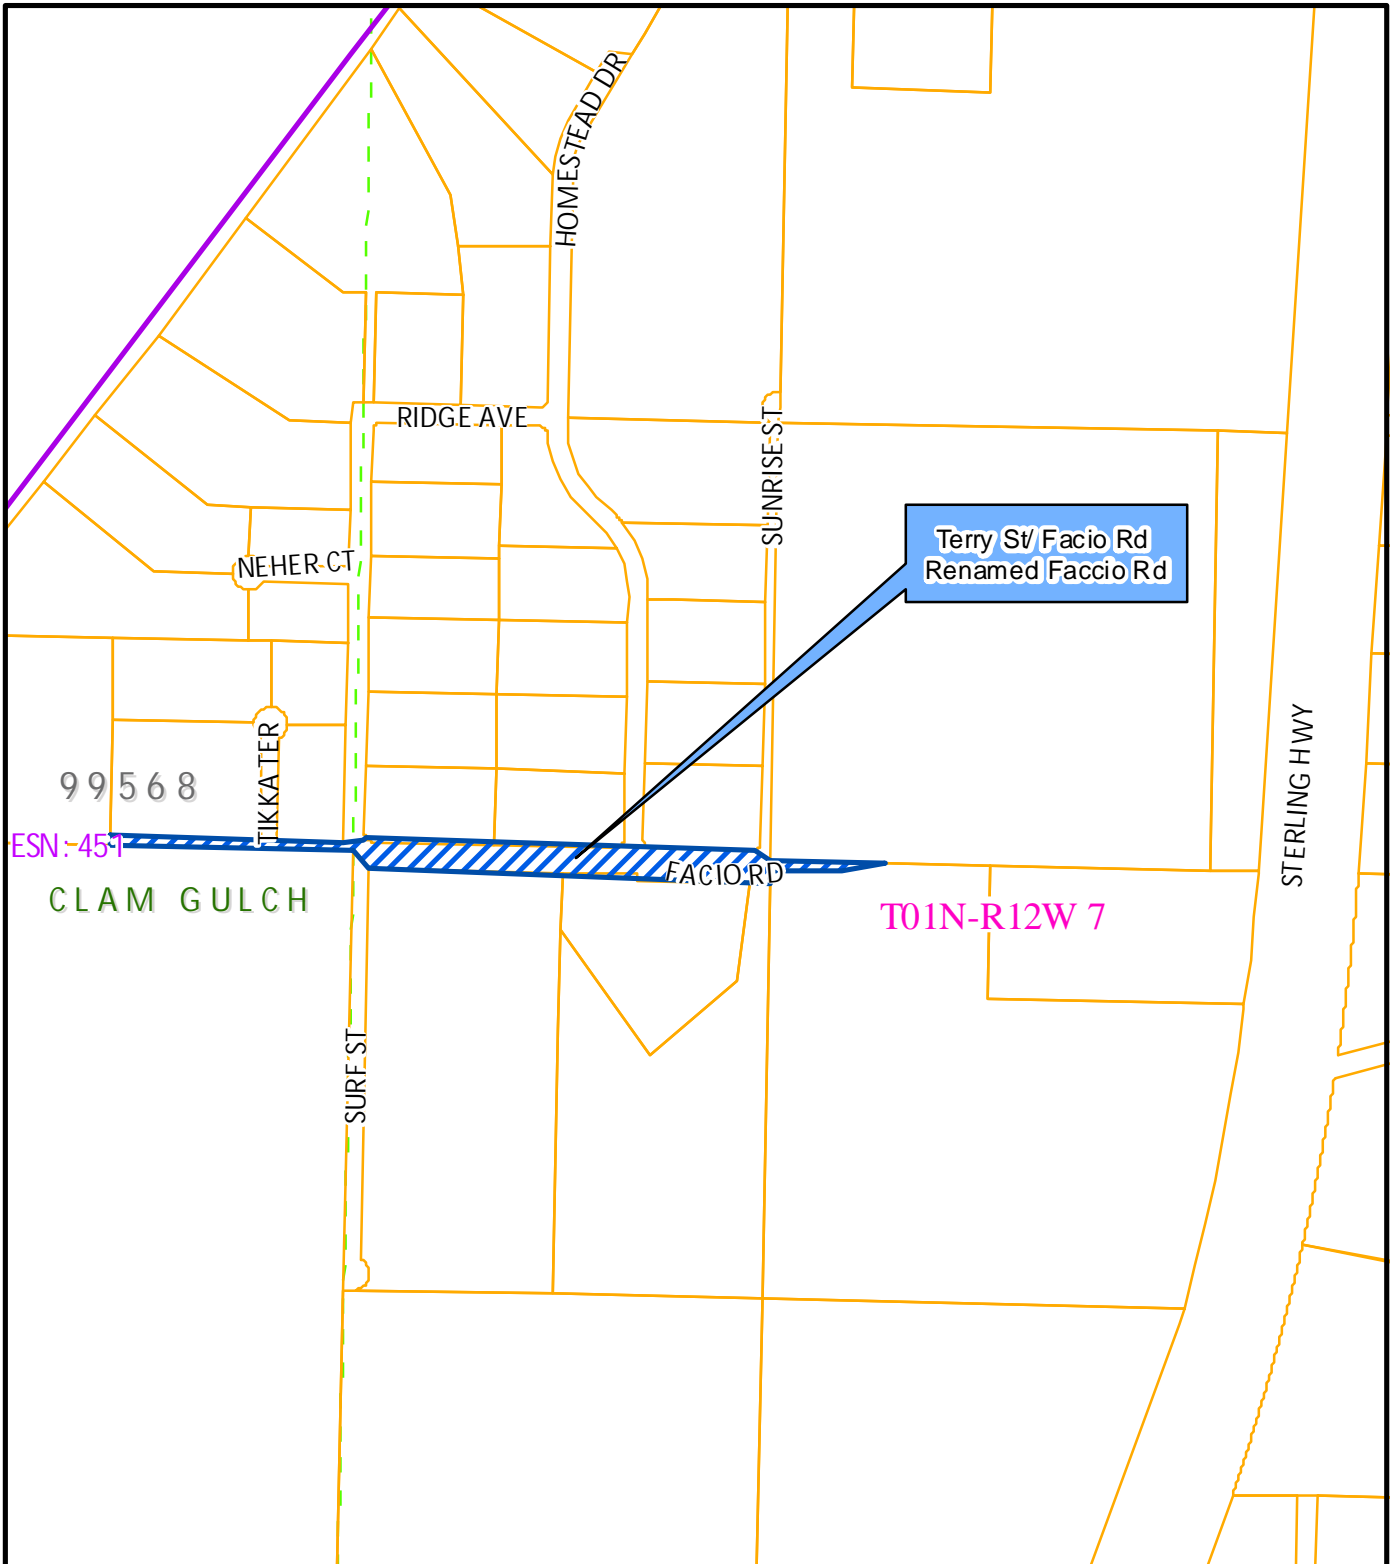 HOMESTEAD DR
RIDGE AVE
SUNRISE ST
Terry St/ Facio Rd
Renamed Faccio Rd
NEHER CT
TIKKA TER
STERLING HWY
99568
ESN: 451
FACIO RD
CLAM GULCH
T01N-R12W 7
SURF ST